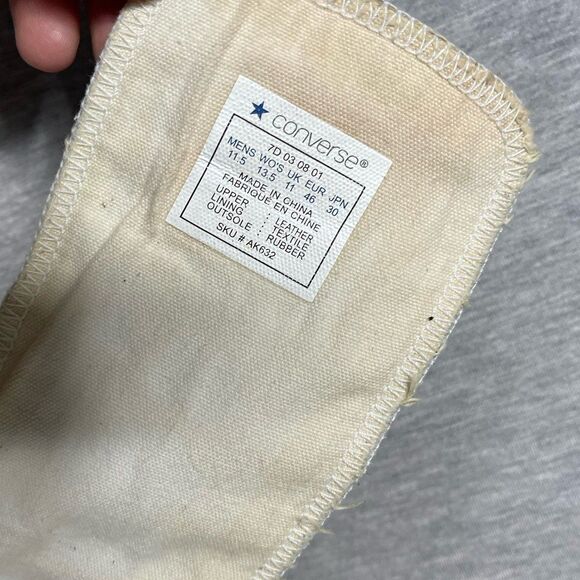 converse®
7D 03 08 01
MENS WO'S UK EUR JPN
11.5 13.5 11 46 30
MADE IN CHINA
FABRIQUE EN CHINE
UPPER : LEATHER
LINING : TEXTILE
OUTSOLE : RUBBER
SKU # AK632